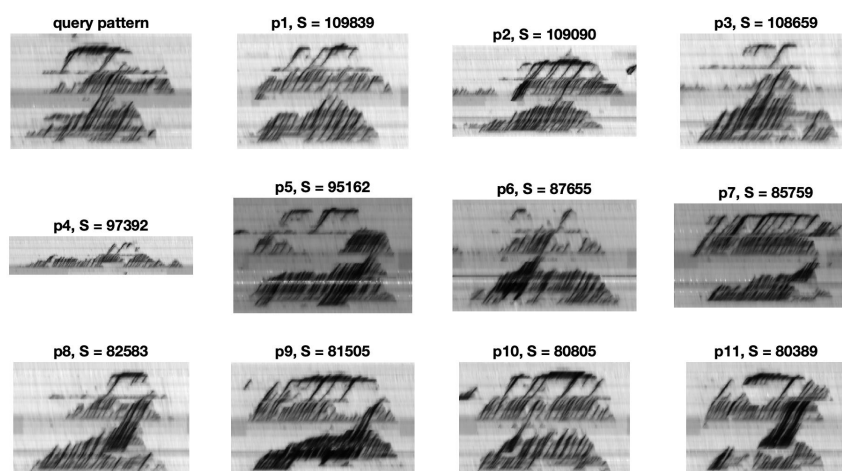 query pattern
p1, S = 109839
p2, S = 109090
p3, S = 108659
p4, S = 97392
p5, S = 95162
p6, S = 87655
p7, S = 85759
p8, S = 82583
p9, S = 81505
p10, S = 80805
p11, S = 80389